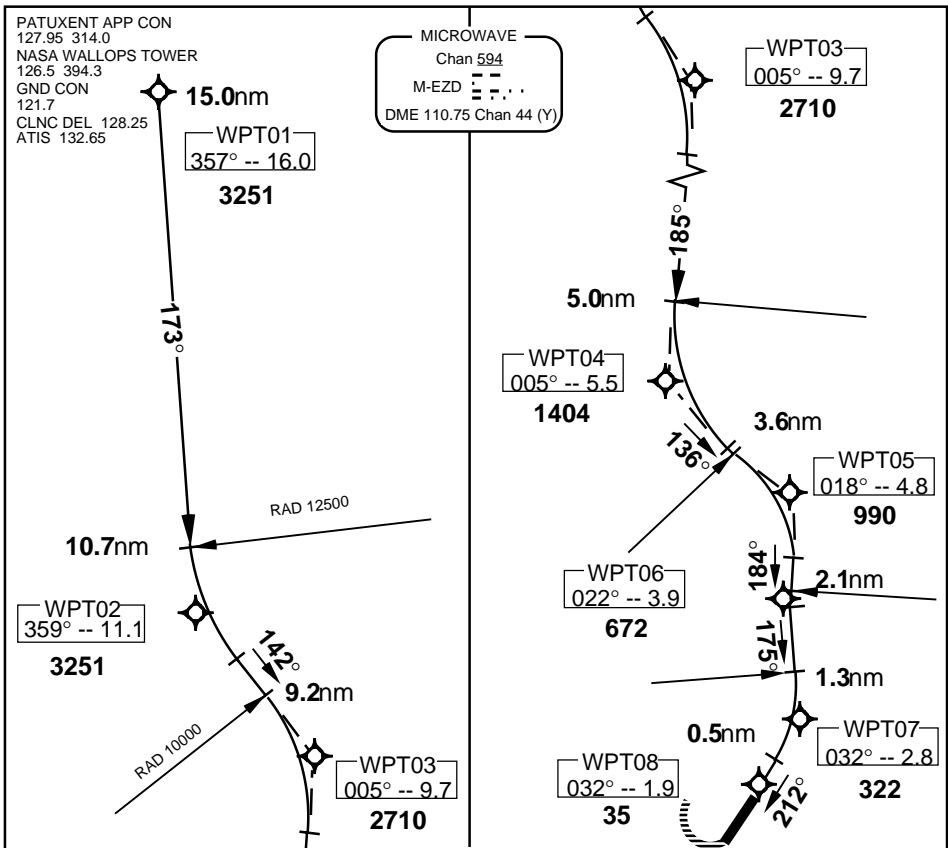 PATUXENT APP CON
127.95 314.0
NASA WALLOPS TOWER
126.5 394.3
GND CON
121.7
CLNC DEL 128.25
ATIS 132.65
15.0nm
WPT01
357° -- 16.0
3251
173°
RAD 12500
10.7nm
WPT02
359° -- 11.1
3251
142°
9.2nm
RAD 10000
WPT03
005° -- 9.7
2710
MICROWAVE
Chan 594
M-EZD
DME 110.75 Chan 44 (Y)
WPT03
005° -- 9.7
2710
185°
5.0nm
WPT04
005° -- 5.5
1404
3.6nm
136°
WPT05
018° -- 4.8
990
184°
2.1nm
WPT06
022° -- 3.9
672
175°
1.3nm
0.5nm
WPT07
032° -- 2.8
322
WPT08
032° -- 1.9
35
212°